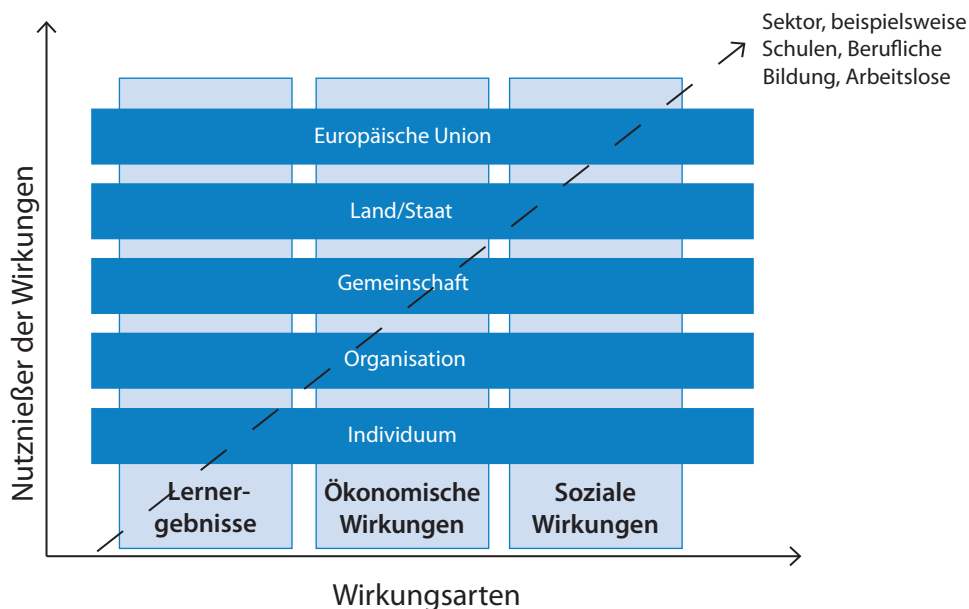 Sektor, beispielsweise
Schulen, Berufliche
Bildung, Arbeitslose
Nutznießer der Wirkungen
Europäische Union
Land/Staat
Gemeinschaft
Organisation
Individuum
Lerner-
gebnisse
Ökonomische
Wirkungen
Soziale
Wirkungen
Wirkungsarten